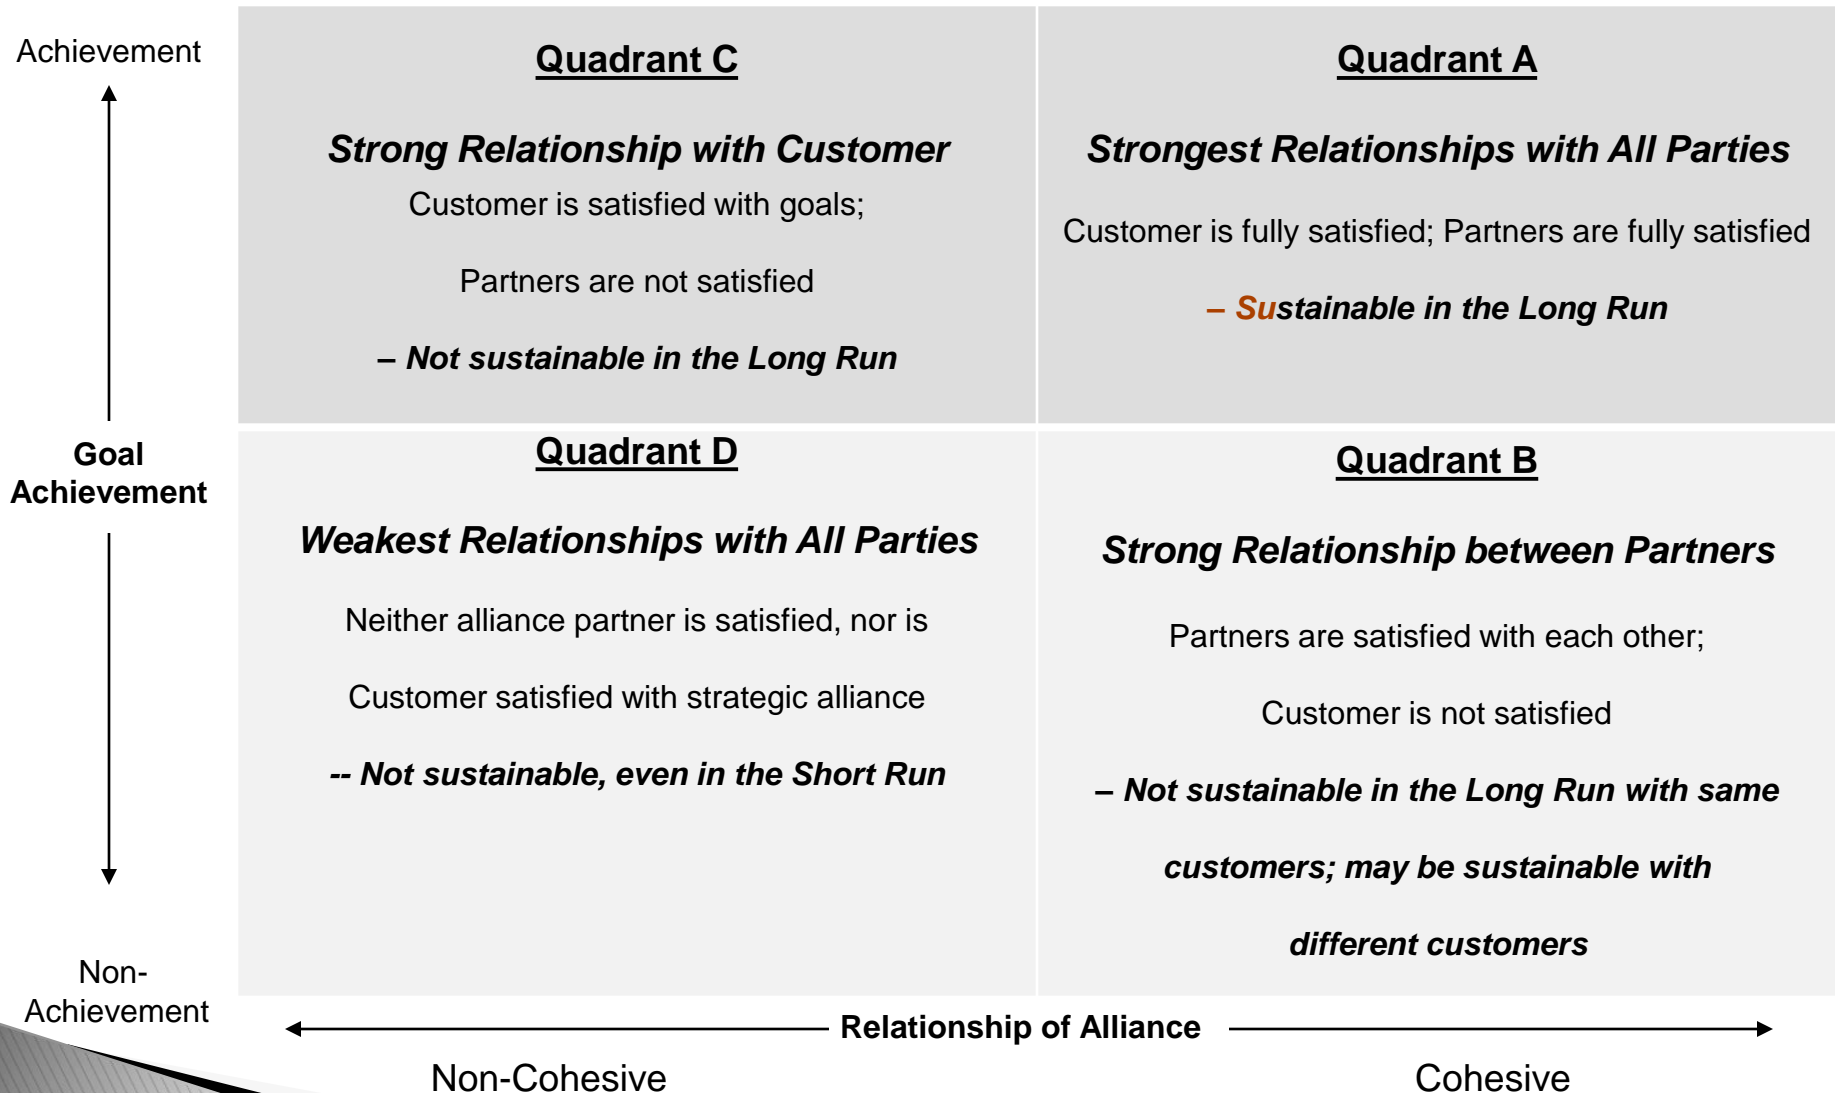 Achievement
Goal
Achievement
Non-
Achievement
Quadrant C
Strong Relationship with Customer
Customer is satisfied with goals;
Partners are not satisfied
– Not sustainable in the Long Run
Quadrant A
Strongest Relationships with All Parties
Customer is fully satisfied; Partners are fully satisfied
– Sustainable in the Long Run
Quadrant D
Weakest Relationships with All Parties
Neither alliance partner is satisfied, nor is
Customer satisfied with strategic alliance
-- Not sustainable, even in the Short Run
Quadrant B
Strong Relationship between Partners
Partners are satisfied with each other;
Customer is not satisfied
– Not sustainable in the Long Run with same
customers; may be sustainable with
different customers
Relationship of Alliance
Non-Cohesive
Cohesive